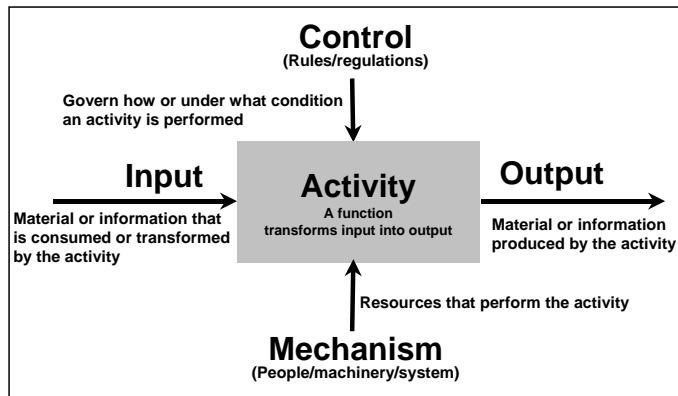 Control
(Rules/regulations)
Govern how or under what condition
an activity is performed
Input
Material or information that
is consumed or transformed
by the activity
Activity
A function
transforms input into output
Output
Material or information
produced by the activity
Resources that perform the activity
Mechanism
(People/machinery/system)